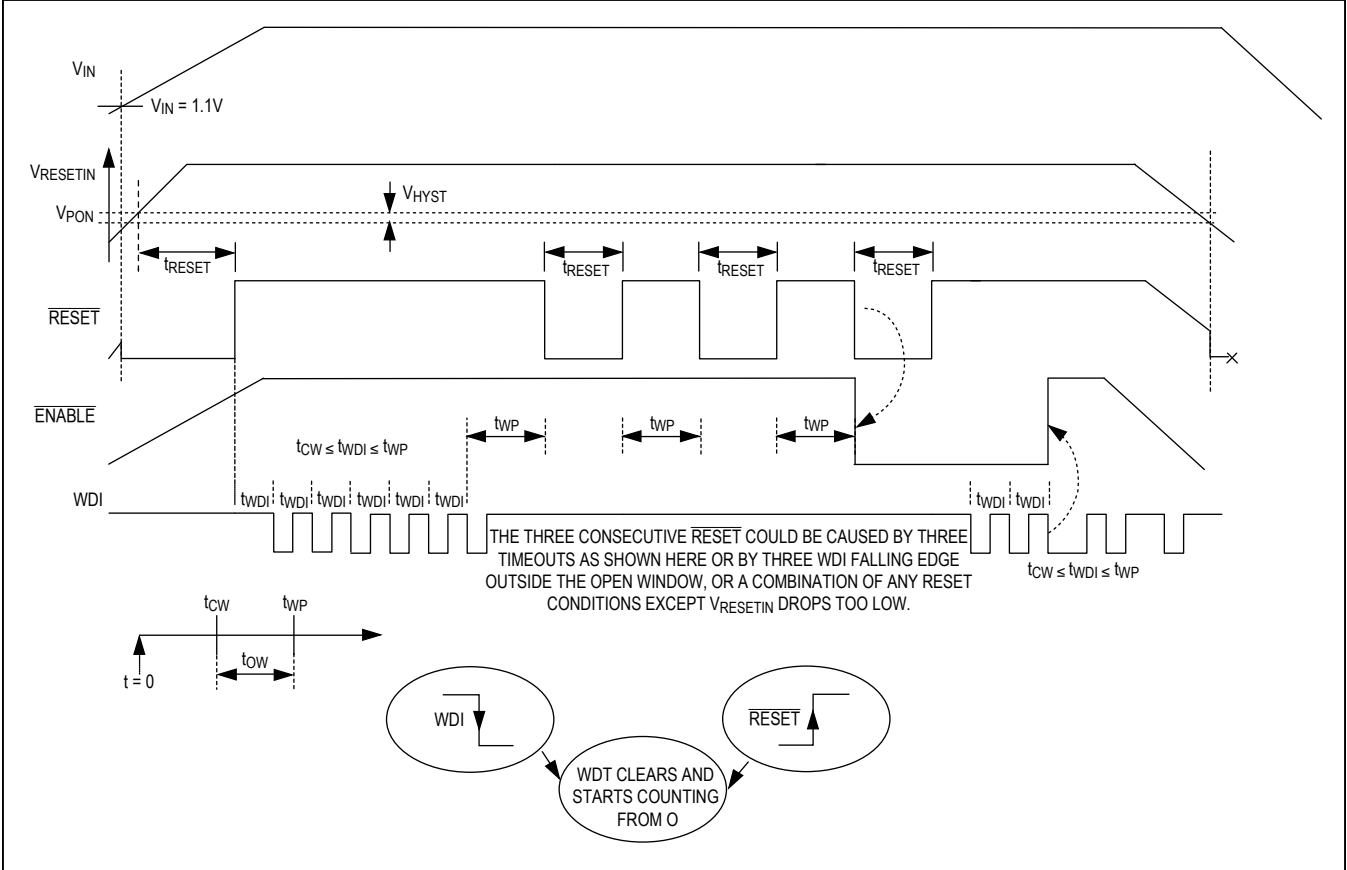 VIN
VIN = 1.1V
VRESETIN
VHYST
VPON
tRESET
tRESET
tRESET
tRESET
RESET
ENABLE
tWP
tWP
tWP
tCW ≤ tWDI ≤ tWP
WDI
tWDI
tWDI
tWDI
tWDI
tWDI
tWDI
tWDI
tWDI
THE THREE CONSECUTIVE RESET COULD BE CAUSED BY THREE
TIMEOUTS AS SHOWN HERE OR BY THREE WDI FALLING EDGE
OUTSIDE THE OPEN WINDOW, OR A COMBINATION OF ANY RESET
CONDITIONS EXCEPT VRESETIN DROPS TOO LOW.
tCW ≤ tWDI ≤ tWP
tCW
tWP
tOW
t = 0
WDI
RESET
WDT CLEARS AND
STARTS COUNTING
FROM O